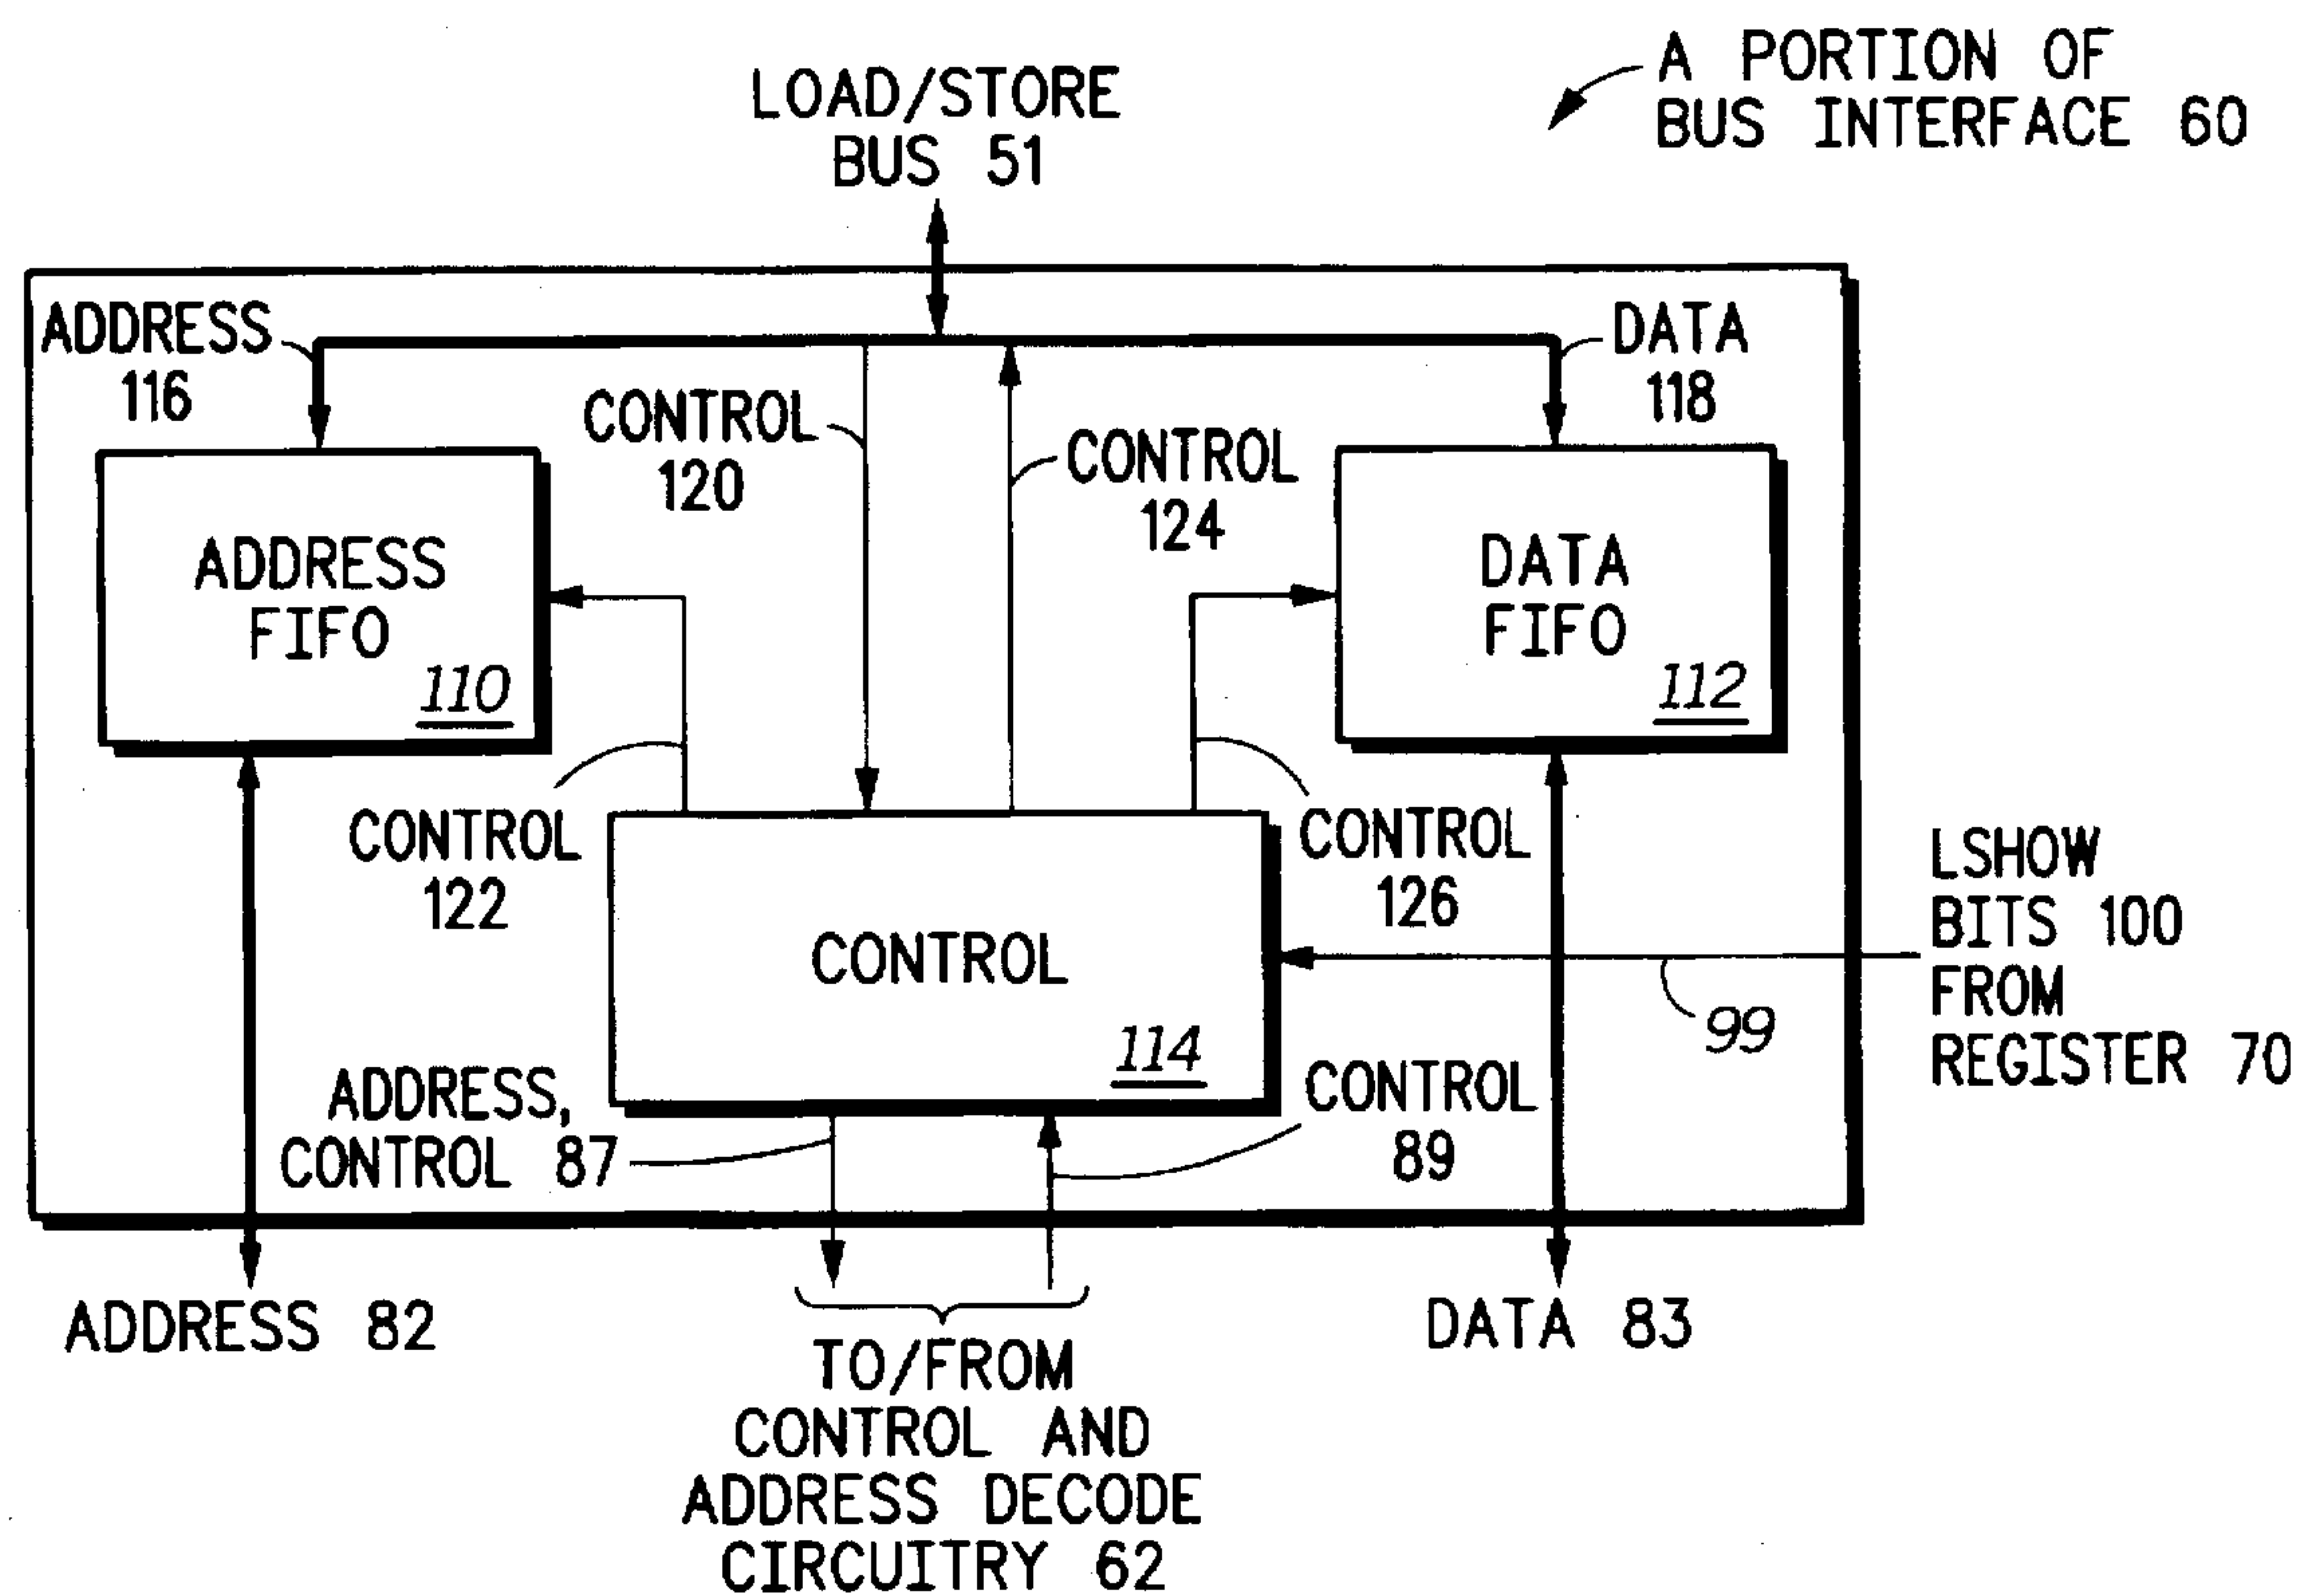 A PORTION OF
BUS INTERFACE 60
LOAD/STORE
BUS 51
ADDRESS
116
DATA
118
CONTROL
120
CONTROL
124
ADDRESS
FIFO
110
DATA
FIFO
112
CONTROL
122
CONTROL
126
CONTROL
114
LSHOW
BITS 100
FROM
REGISTER 70
99
ADDRESS,
CONTROL 87
CONTROL
89
ADDRESS 82
DATA 83
TO/FROM
CONTROL AND
ADDRESS DECODE
CIRCUITRY 62